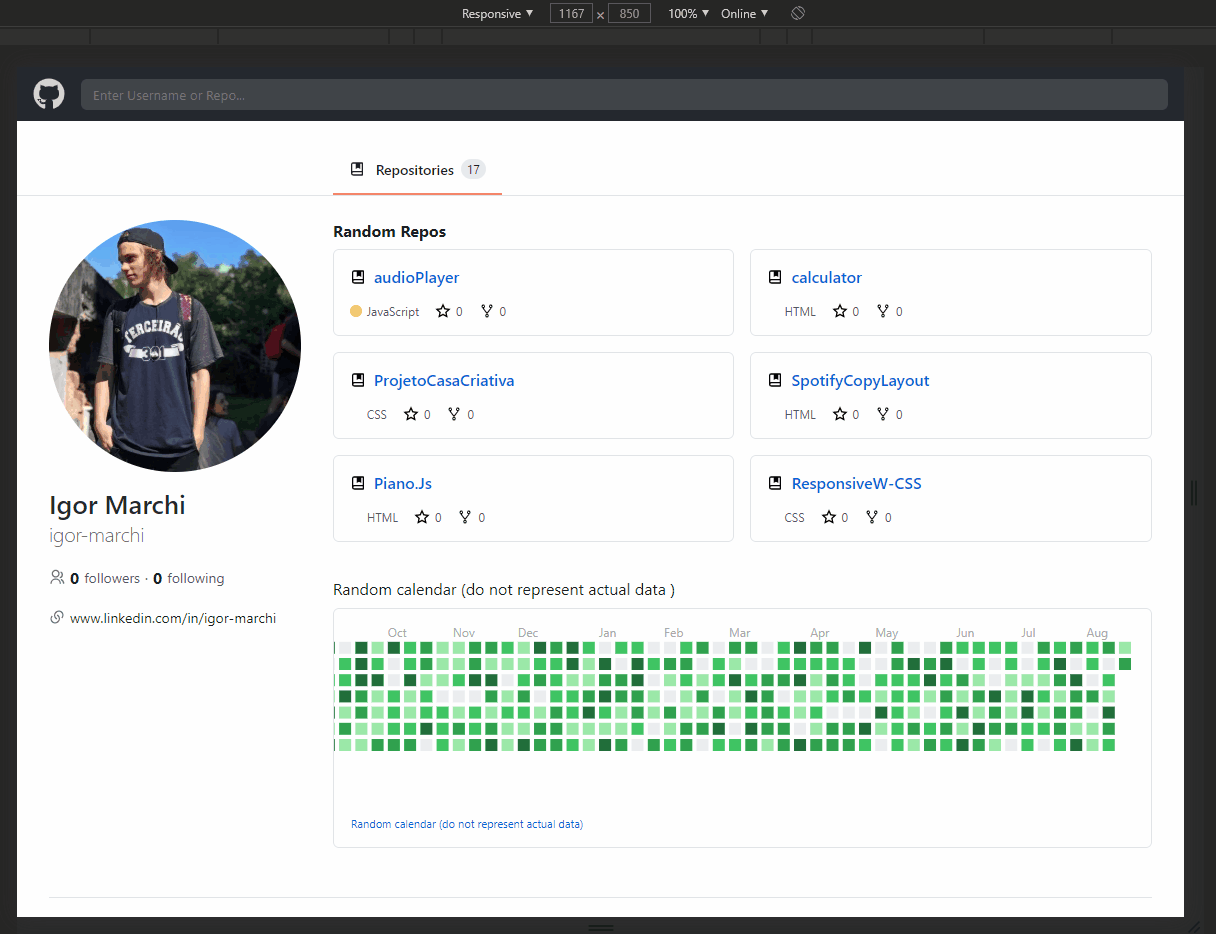 Responsive ▼ 1167 x 850 100% ▼ Online ▼
Enter Username or Repo...
Repositories 17
Random Repos
audioPlayer
JavaScript 0 0
calculator
HTML 0 0
ProjetoCasaCriativa
CSS 0 0
SpotifyCopyLayout
HTML 0 0
Piano.Js
HTML 0 0
ResponsiveW-CSS
CSS 0 0
TERCEIRÃO
301
Igor Marchi
igor-marchi
0 followers · 0 following
www.linkedin.com/in/igor-marchi
Random calendar (do not represent actual data )
Oct Nov Dec Jan Feb Mar Apr May Jun Jul Aug
Random calendar (do not represent actual data)